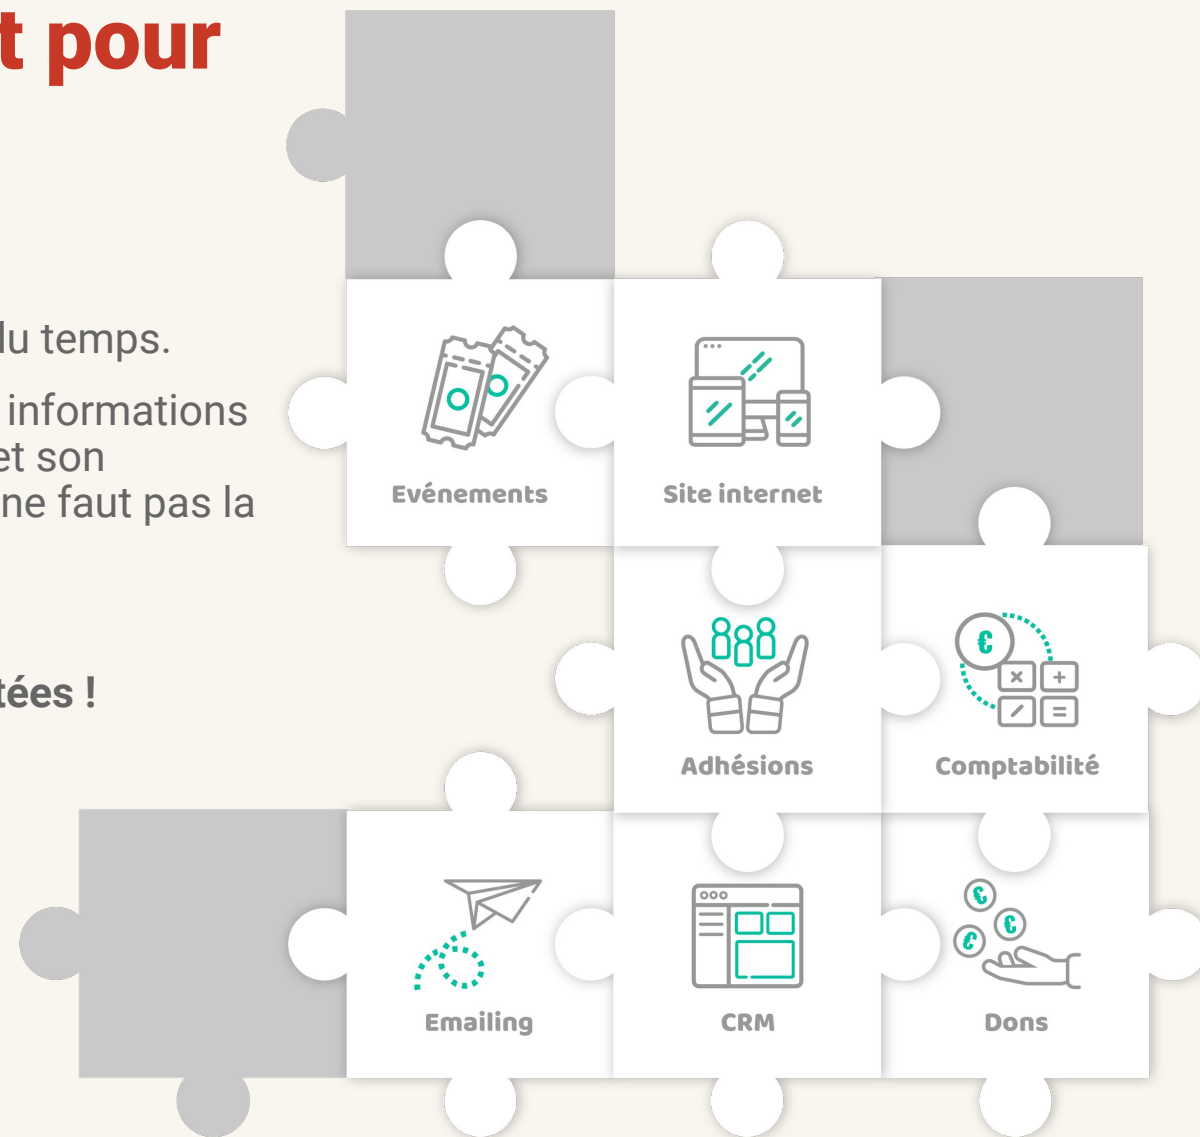 t pour
du temps.
informations
et son
ne faut pas la
tées !
Evénements
Site internet
Adhésions
Comptabilité
Emailing
CRM
Dons